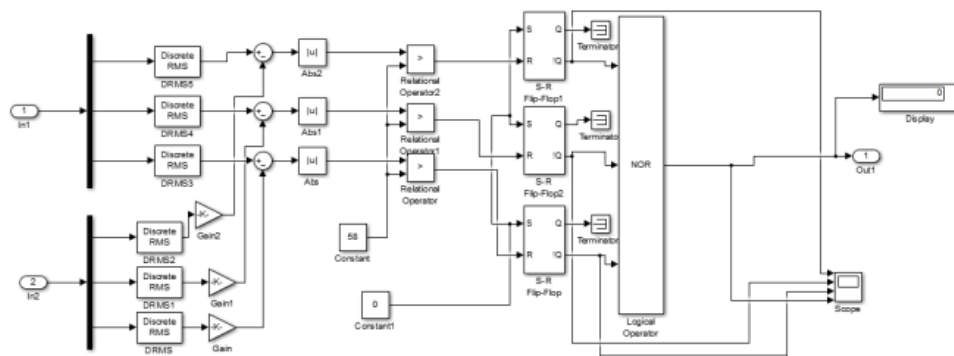 Discrete
RMS
DRMS5
|u|
Abs2
>
Relational
Operator2
S Q
R !Q
S-R
Flip-Flop1
Terminator
1
In1
Discrete
RMS
DRMS4
|u|
Abs1
>
Relational
Operator1
S Q
R !Q
S-R
Flip-Flop2
Terminato
NOR
0
Display
1
Out1
Discrete
RMS
DRMS3
|u|
Abs
>
Relational
Operator
Discrete
RMS
DRMS2
-K-
Gain2
58
Constant
S Q
R !Q
S-R
Flip-Flop
Terminator
2
In2
Discrete
RMS
DRMS1
-K-
Gain1
0
Constant1
Logical
Operator
Scope
Discrete
RMS
DRMS
-K-
Gain